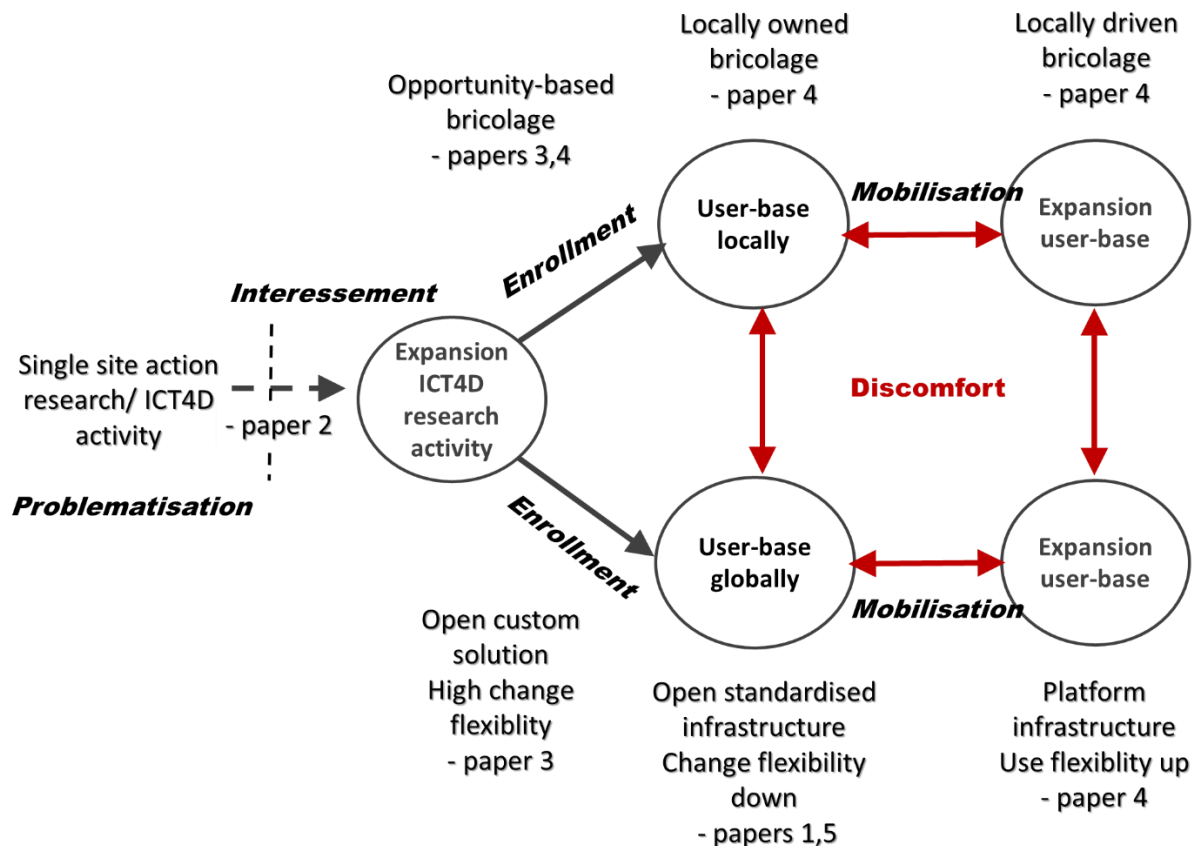 Locally owned
bricolage
- paper 4
Locally driven
bricolage
- paper 4
Opportunity-based
bricolage
- papers 3,4
Mobilisation
User-base
locally
Expansion
user-base
Enrollment
Interessement
Single site action
research/ ICT4D
activity
- paper 2
Expansion
ICT4D
research
activity
Discomfort
Problematisation
Enrollment
User-base
globally
Expansion
user-base
Mobilisation
Open custom
solution
High change
flexiblity
- paper 3
Open standardised
infrastructure
Change flexibility
down
- papers 1,5
Platform
infrastructure
Use flexiblity up
- paper 4